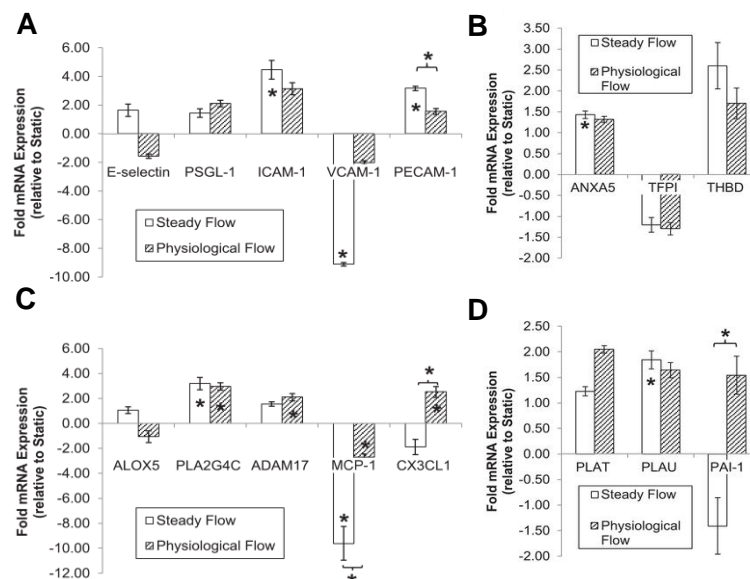 A
Fold mRNA Expression
(relative to Static)
6.00
4.00
2.00
0.00
-2.00
-4.00
-6.00
-8.00
-10.00
*
*
*
*
*
E-selectin PSGL-1 ICAM-1 VCAM-1 PECAM-1
Steady Flow
Physiological Flow
B
Fold mRNA Expression
(relative to Static)
3.50
3.00
2.50
2.00
1.50
1.00
0.50
0.00
-0.50
-1.00
-1.50
-2.00
Steady Flow
Physiological
Flow
*
ANXA5 TFPI THBD
C
Fold mRNA Expression
(relative to Static)
6.00
4.00
2.00
0.00
-2.00
-4.00
-6.00
-8.00
-10.00
-12.00
*
*
*
*
*
*
*
*
ALOX5 PLA2G4C ADAM17 MCP-1 CX3CL1
Steady Flow
Physiological Flow
D
Fold mRNA Expression
(relative to Static)
2.50
2.00
1.50
1.00
0.50
0.00
-0.50
-1.00
-1.50
-2.00
*
*
PLAT PLAU PAI-1
Steady Flow
Physiological
Flow